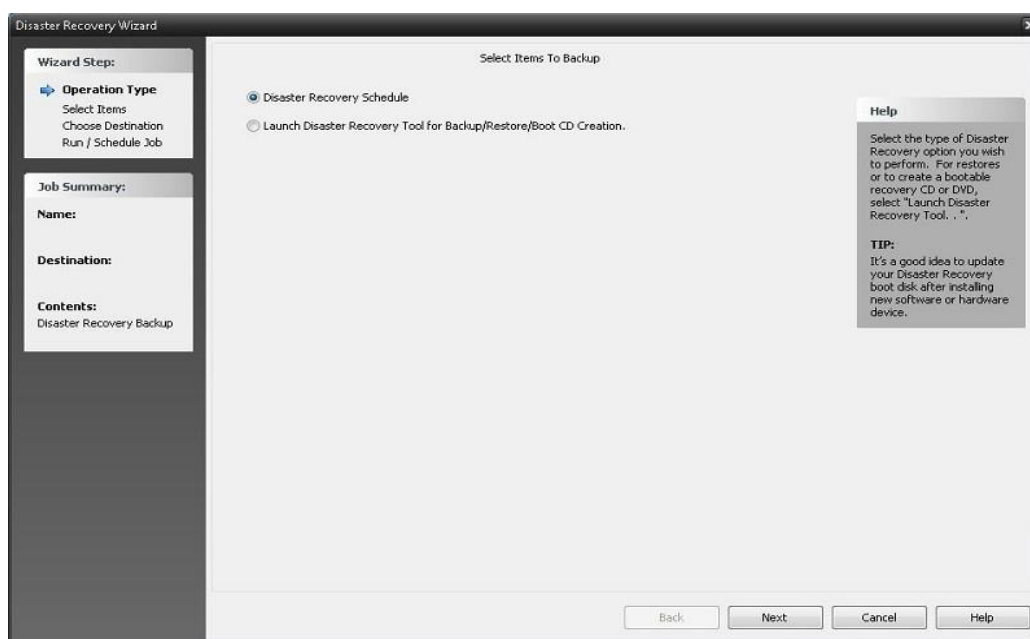 Disaster Recovery Wizard
Wizard Step:
Operation Type
Select Items
Choose Destination
Run / Schedule Job
Job Summary:
Name:
Destination:
Contents:
Disaster Recovery Backup
Select Items To Backup
Disaster Recovery Schedule
Launch Disaster Recovery Tool for Backup/Restore/Boot CD Creation.
Help
Select the type of Disaster
Recovery option you wish
to perform. For restores
or to create a bootable
recovery CD or DVD,
select "Launch Disaster
Recovery Tool. . ".
TIP:
It's a good idea to update
your Disaster Recovery
boot disk after installing
new software or hardware
device.
Back
Next
Cancel
Help